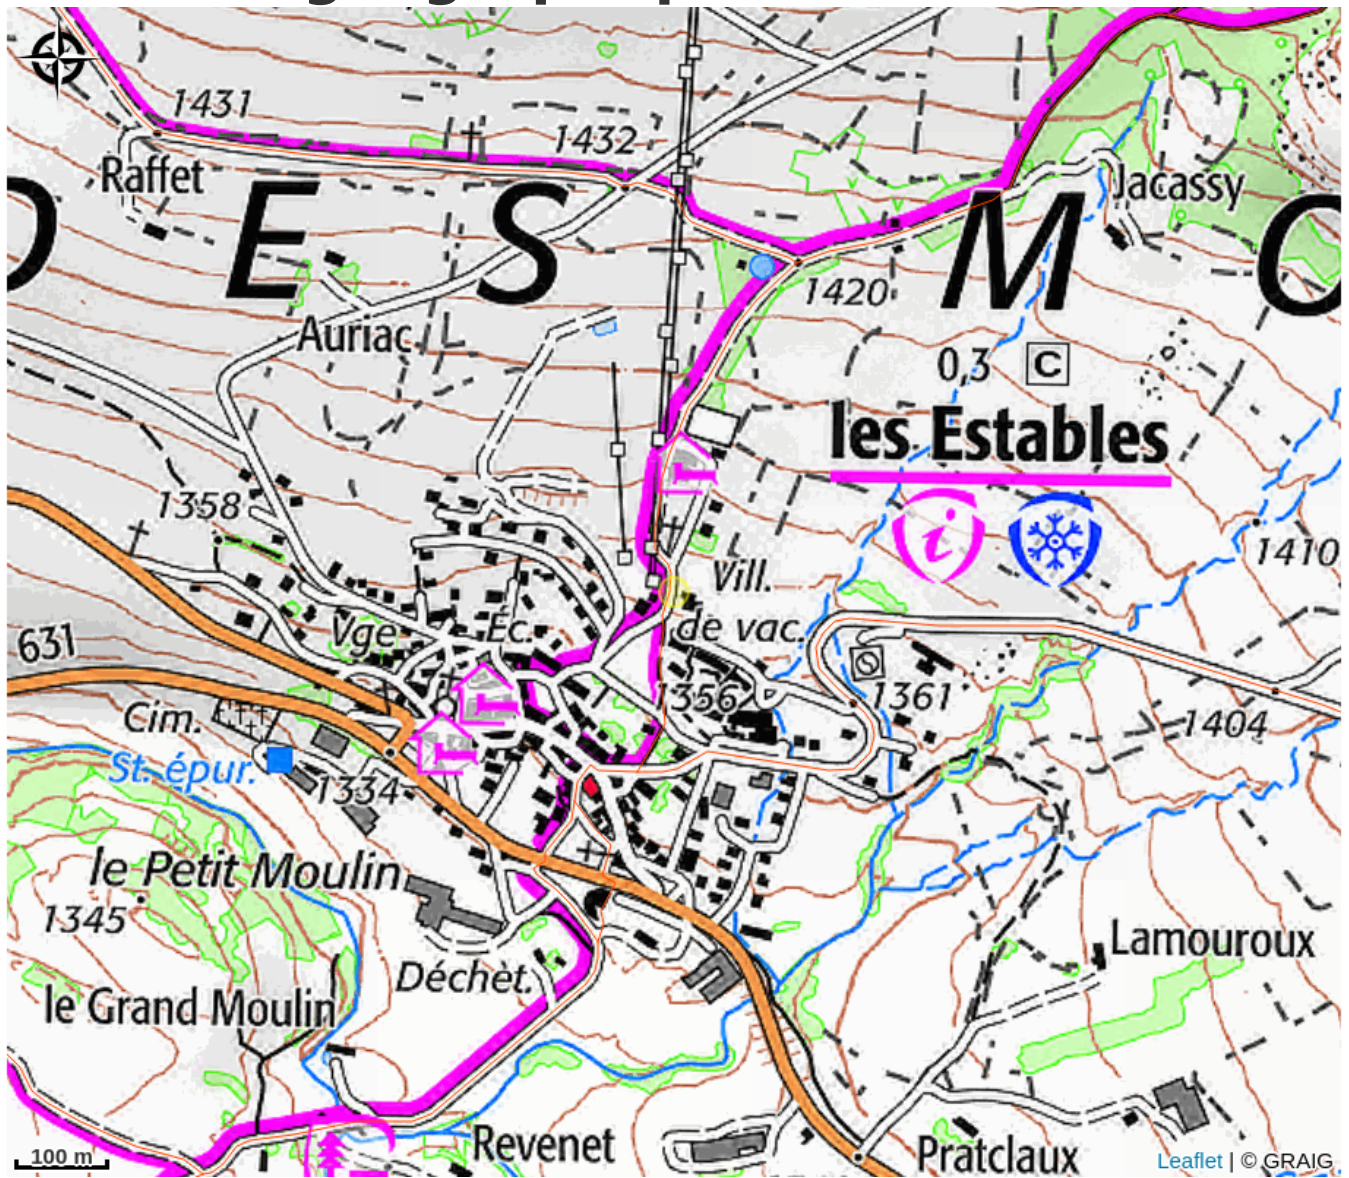 1431
1432
Raffet
Jacassy
D E S M O
1420
Auriac
0,3 C
les Estables
i
1358
1410
Vill.
de vac.
Vge
Éc.
631
Cim.
1356
1361
1404
St. épur.
1334
le Petit Moulin
1345
Lamouroux
Déchèt.
le Grand Moulin
Revenet
Pratclaux
100 m
Leaflet | © GRAIG